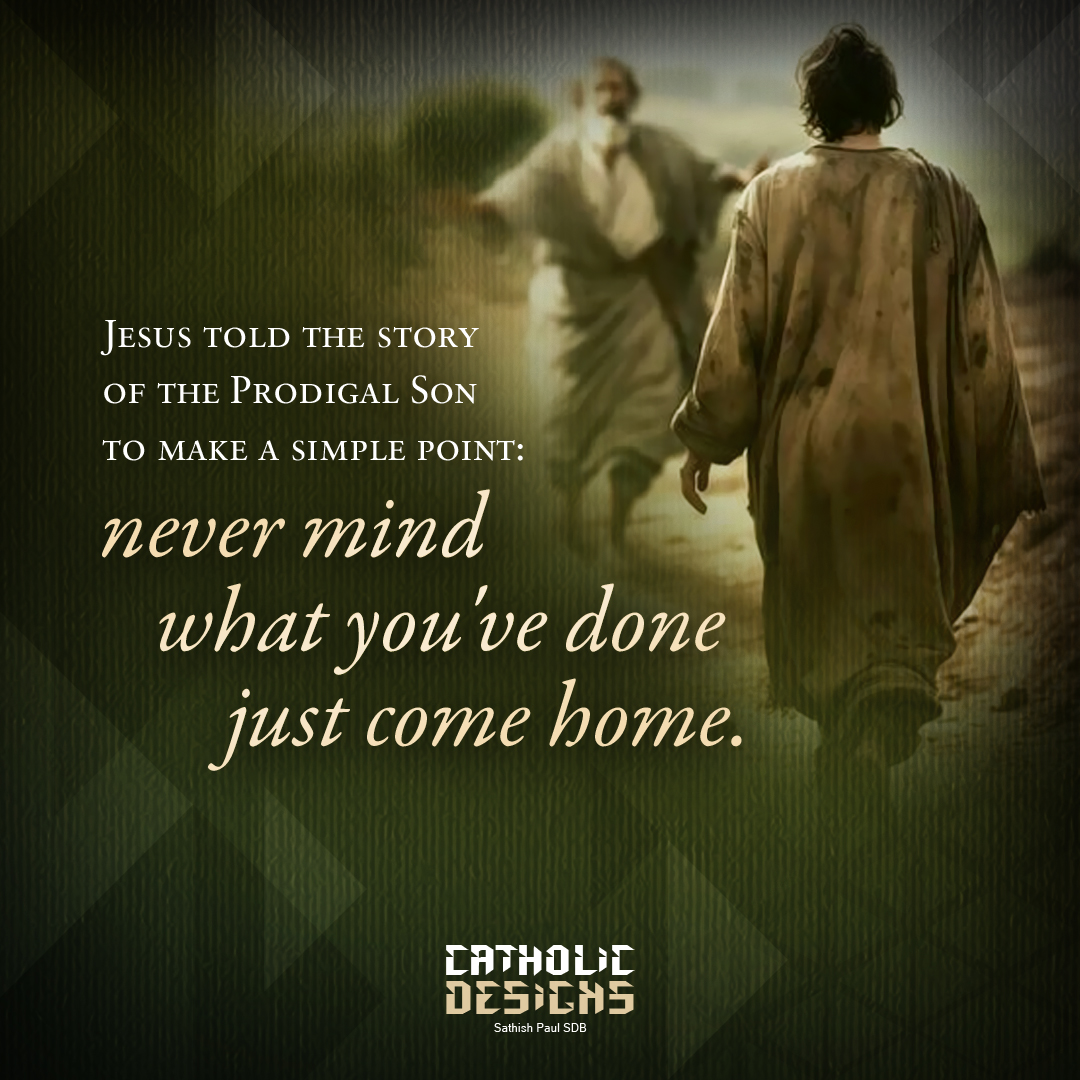 Jesus told the story
of the Prodigal Son
to make a simple point:
never mind
what you've done
just come home.
CATHOLIC
DESIGNS
Sathish Paul SDB